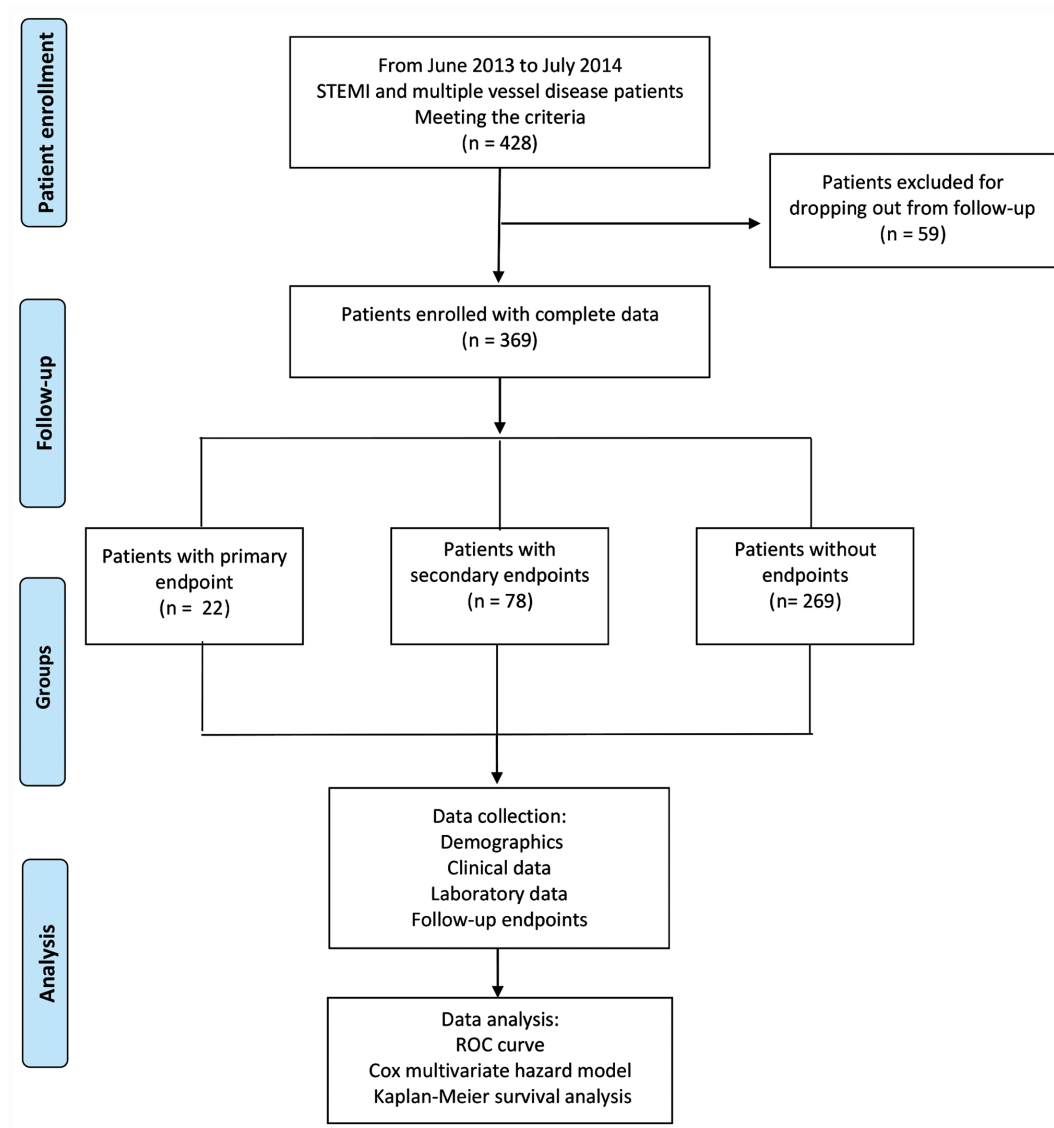 Patient enrollment
From June 2013 to July 2014
STEMI and multiple vessel disease patients
Meeting the criteria
(n = 428)
Patients excluded for
dropping out from follow-up
(n = 59)
Follow-up
Patients enrolled with complete data
(n = 369)
Groups
Patients with primary
endpoint
(n =  22)
Patients with
secondary endpoints
(n = 78)
Patients without
endpoints
(n= 269)
Analysis
Data collection:
Demographics
Clinical data
Laboratory data
Follow-up endpoints
Data analysis:
ROC curve
Cox multivariate hazard model
Kaplan-Meier survival analysis